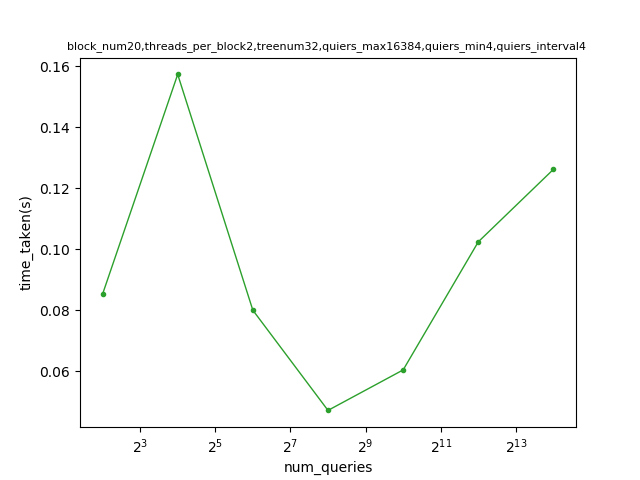 block_num20,threads_per_block2,treenum32,quiers_max16384,quiers_min4,quiers_interval4
0.16
0.14
0.12
0.10
0.08
0.06
time_taken(s)
2^3 2^5 2^7 2^9 2^11 2^13
num_queries